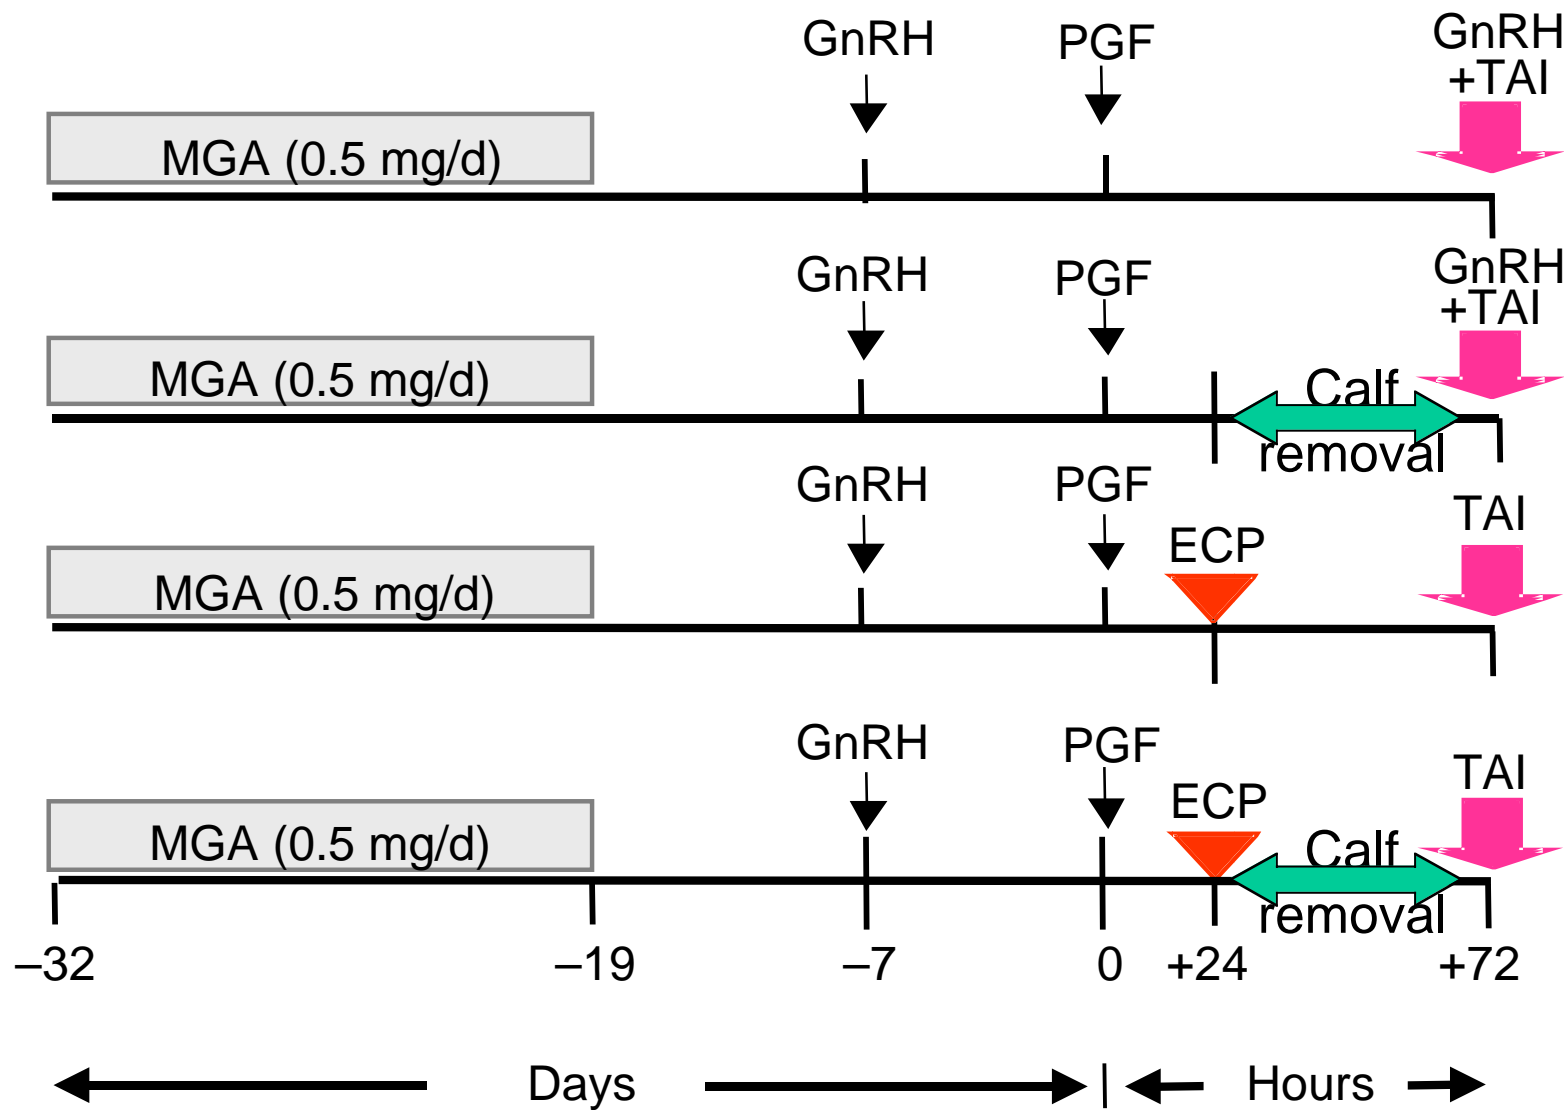 GnRH PGF GnRH
+TAI
MGA (0.5 mg/d)
GnRH PGF GnRH
+TAI
MGA (0.5 mg/d) Calf
removal
GnRH PGF TAI
ECP
MGA (0.5 mg/d)
GnRH PGF TAI
ECP
MGA (0.5 mg/d) Calf
removal
–32 –19 –7 0 +24 +72
Days Hours